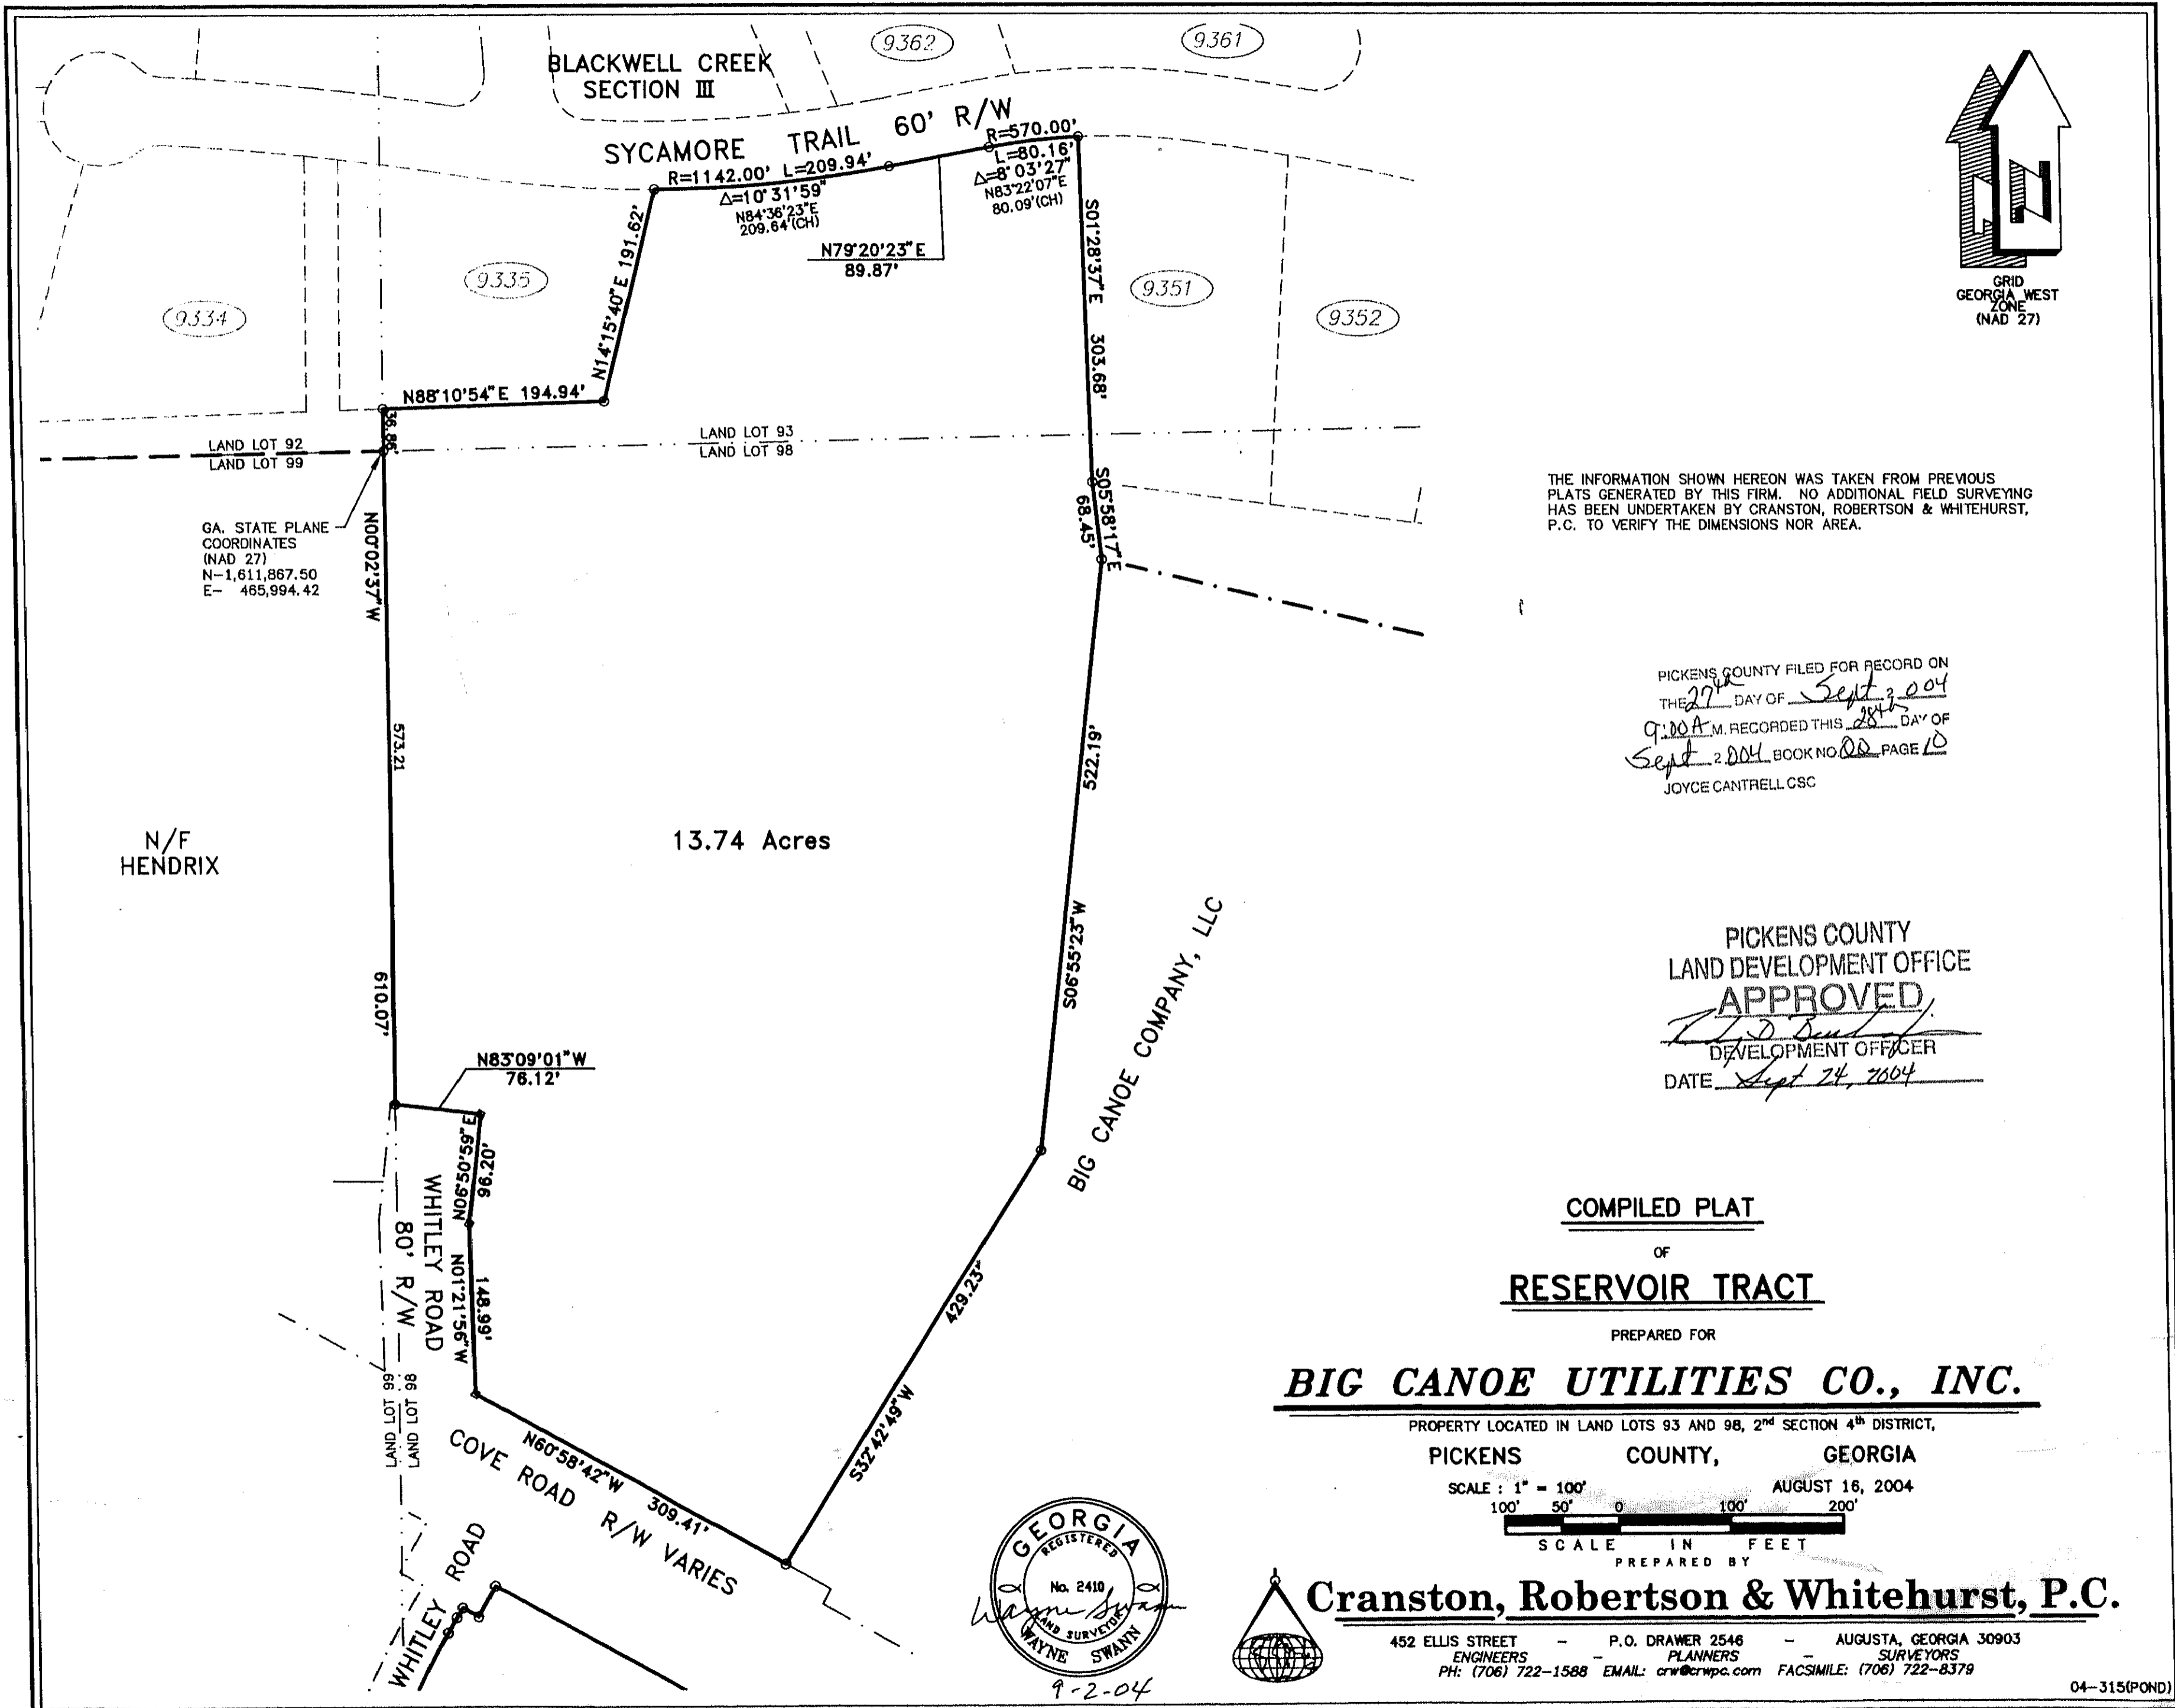 BLACKWELL CREEK
SECTION III
9362
9361
SYCAMORE TRAIL 60' R/W
R=1142.00' L=209.94'
Δ=10°31'59"
N84°36'23"E
209.64'(CH)
R=570.00'
L=80.16'
Δ=8°03'27"
N83°22'07"E
80.09'(CH)
N79°20'23"E
89.87'
9334
9335
9351
9352
N14°15'40"E 191.62'
N88°10'54"E 194.94'
S01°28'37"E 303.68'
36.86'
LAND LOT 92
LAND LOT 99
LAND LOT 93
LAND LOT 98
S05°58'17"E
68.45'
GA. STATE PLANE
COORDINATES
(NAD 27)
N-1,611,867.50
E- 465,994.42
N00°02'37"W
573.21
610.07'
522.19'
S06°55'23"W
N/F
HENDRIX
13.74 Acres
BIG CANOE COMPANY, LLC
N83°09'01"W
76.12'
N06°50'59"E
96.20'
WHITLEY ROAD
80' R/W
N01°21'56"W
148.99'
LAND LOT 99
LAND LOT 98
429.23'
S32°42'49"W
N60°58'42"W 309.41'
COVE ROAD R/W VARIES
WHITLEY ROAD
GRID
GEORGIA WEST
ZONE
(NAD 27)
THE INFORMATION SHOWN HEREON WAS TAKEN FROM PREVIOUS
PLATS GENERATED BY THIS FIRM. NO ADDITIONAL FIELD SURVEYING
HAS BEEN UNDERTAKEN BY CRANSTON, ROBERTSON & WHITEHURST,
P.C. TO VERIFY THE DIMENSIONS NOR AREA.
PICKENS COUNTY FILED FOR RECORD ON
THE 27th DAY OF Sept 2004
9:00 A M. RECORDED THIS 28th DAY OF
Sept 2004 BOOK NO. QQ PAGE 10
JOYCE CANTRELL CSC
PICKENS COUNTY
LAND DEVELOPMENT OFFICE
APPROVED
DEVELOPMENT OFFICER
DATE Sept 24, 2004
COMPILED PLAT
OF
RESERVOIR TRACT
PREPARED FOR
BIG CANOE UTILITIES CO., INC.
PROPERTY LOCATED IN LAND LOTS 93 AND 98, 2nd SECTION 4th DISTRICT,
PICKENS COUNTY, GEORGIA
SCALE : 1" = 100' AUGUST 16, 2004
100' 50' 0 100' 200'
SCALE IN FEET
PREPARED BY
Cranston, Robertson & Whitehurst, P.C.
452 ELLIS STREET - P.O. DRAWER 2546 - AUGUSTA, GEORGIA 30903
ENGINEERS - PLANNERS - SURVEYORS
PH: (706) 722-1588 EMAIL: crw@crwpc.com FACSIMILE: (706) 722-8379
GEORGIA
REGISTERED
No. 2410
Wayne Swann
LAND SURVEYOR
WAYNE SWANN
9-2-04
04-315(POND)